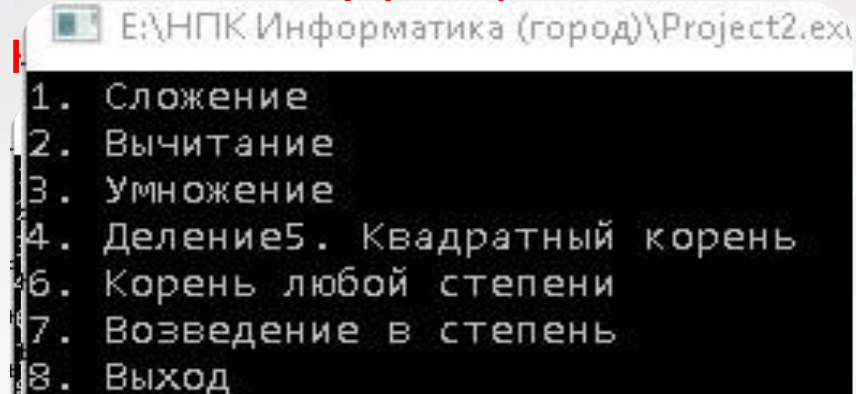 E:\НПК Информатика (город)\Project2.ex
1. Сложение
2. Вычитание
3. Умножение
4. Деление5. Квадратный корень
6. Корень любой степени
7. Возведение в степень
8. Выход